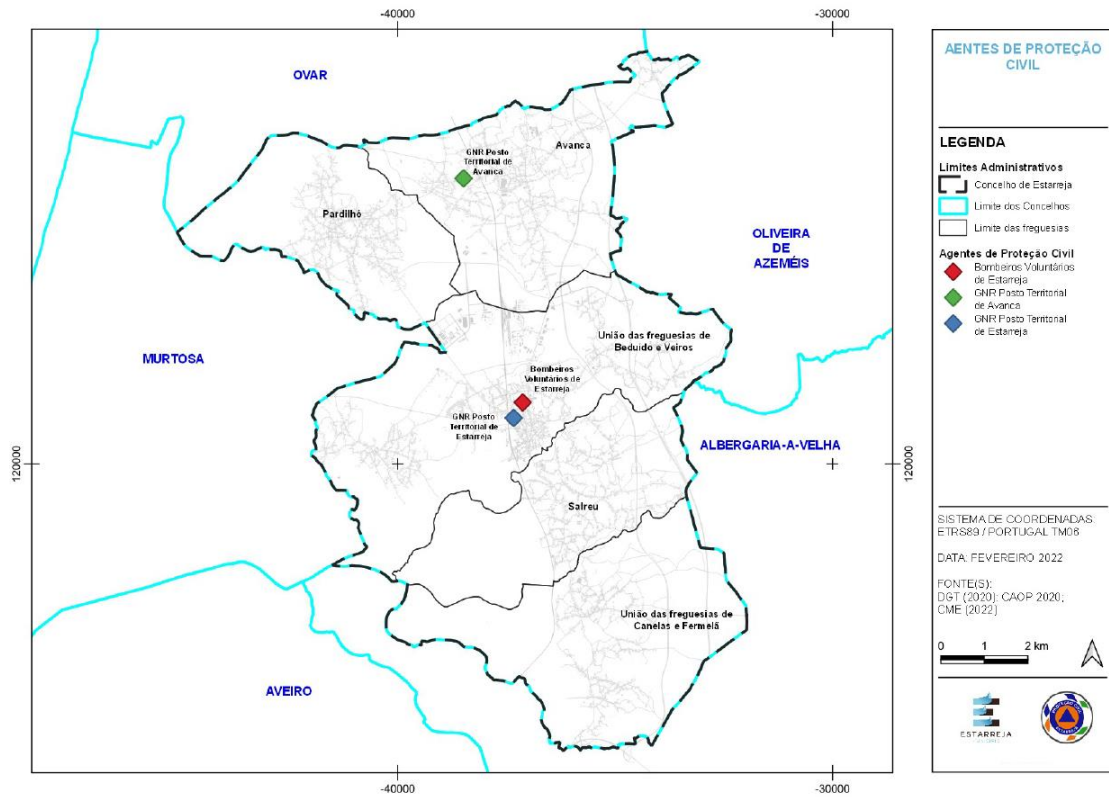 -40000
-30000
OVAR
GNR Posto
Territorial de
Avanca
Avanca
Pardilhó
OLIVEIRA
DE
AZEMÉIS
União das freguesias de
Beduído e Veiros
MURTOSA
Bombeiros
Voluntários de
Estarreja
GNR Posto
Territorial de
Estarreja
ALBERGARIA-A-VELHA
120000
120000
Salreu
União das freguesias de
Canelas e Fermelã
AVEIRO
-40000
-30000
AENTES DE PROTEÇÃO
CIVIL
LEGENDA
Limites Administrativos
Concelho de Estarreja
Limite dos Concelhos
Limite das freguesias
Agentes de Proteção Civil
Bombeiros Voluntários
de Estarreja
GNR Posto Territorial
de Avanca
GNR Posto Territorial
de Estarreja
SISTEMA DE COORDENADAS
ETRS89 / PORTUGAL TM06
DATA: FEVEREIRO 2022
FONTE(S):
DGT (2020); CAOP 2020;
CME (2022)
0 1 2 km
ESTARREJA